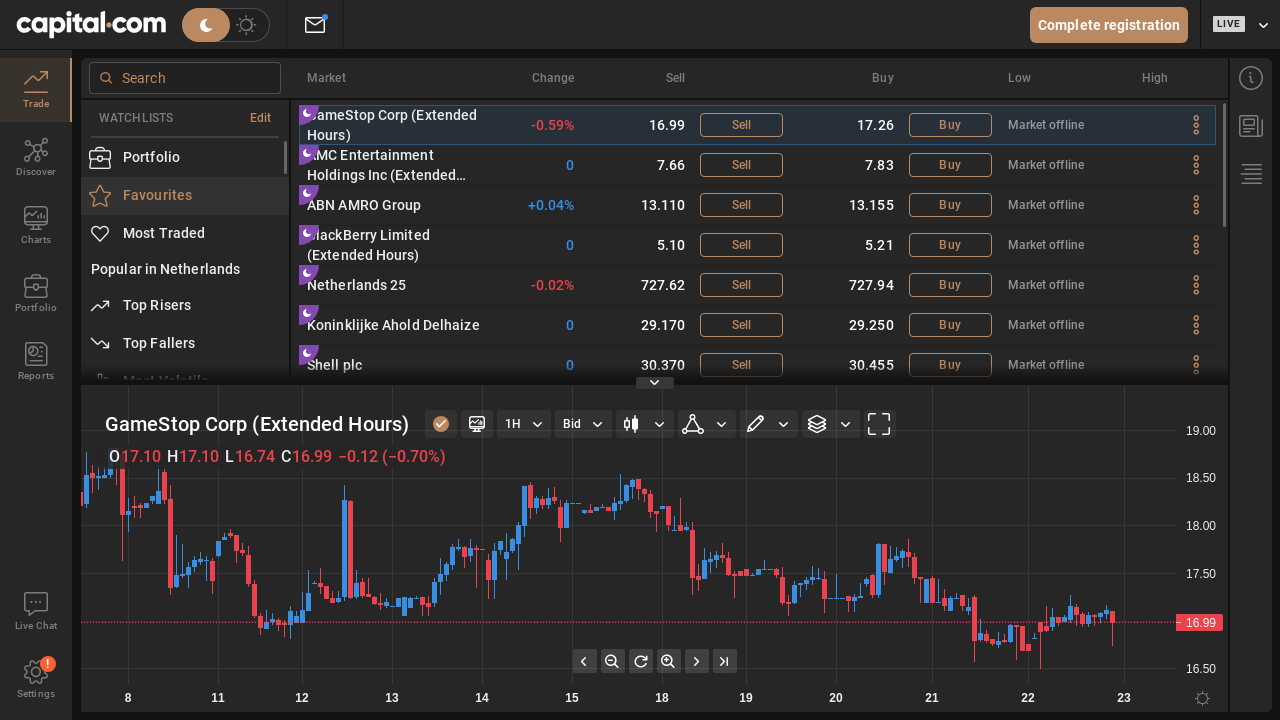 capital.com
Complete registration
LIVE
Trade
Discover
Charts
Portfolio
Reports
Live Chat
Settings
!
Search
WATCHLISTS
Edit
Portfolio
Favourites
Most Traded
Popular in Netherlands
Top Risers
Top Fallers
Most Volatile
Market Change Sell Buy Low High
GameStop Corp (Extended
Hours)
-0.59% 16.99 Sell 17.26 Buy Market offline
AMC Entertainment
Holdings Inc (Extended…
0 7.66 Sell 7.83 Buy Market offline
ABN AMRO Group +0.04% 13.110 Sell 13.155 Buy Market offline
BlackBerry Limited
(Extended Hours)
0 5.10 Sell 5.21 Buy Market offline
Netherlands 25 -0.02% 727.62 Sell 727.94 Buy Market offline
Koninklijke Ahold Delhaize 0 29.170 Sell 29.250 Buy Market offline
Shell plc 0 30.370 Sell 30.455 Buy Market offline
GameStop Corp (Extended Hours) 1H Bid
O17.10 H17.10 L16.74 C16.99 −0.12 (−0.70%)
19.00
18.50
18.00
17.50
16.99
16.50
8 11 12 13 14 15 18 19 20 21 22 23